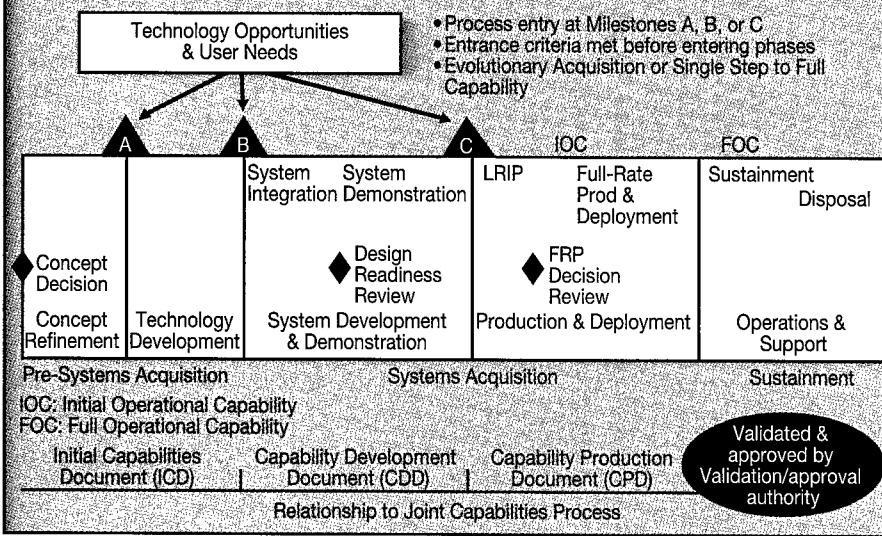 Technology Opportunities
& User Needs
•Process entry at Milestones A, B, or C
•Entrance criteria met before entering phases
•Evolutionary Acquisition or Single Step to Full
Capability
A
B
C
IOC
FOC
System
Integration
System
Demonstration
LRIP
Full-Rate
Prod &
Deployment
Sustainment
Disposal
Concept
Decision
Design
Readiness
Review
FRP
Decision
Review
Concept
Refinement
Technology
Development
System Development
& Demonstration
Production & Deployment
Operations &
Support
Pre-Systems Acquisition
Systems Acquisition
Sustainment
IOC: Initial Operational Capability
FOC: Full Operational Capability
Initial Capabilities
Document (ICD)
Capability Development
Document (CDD)
Capability Production
Document (CPD)
Validated &
approved by
Validation/approval
authority
Relationship to Joint Capabilities Process